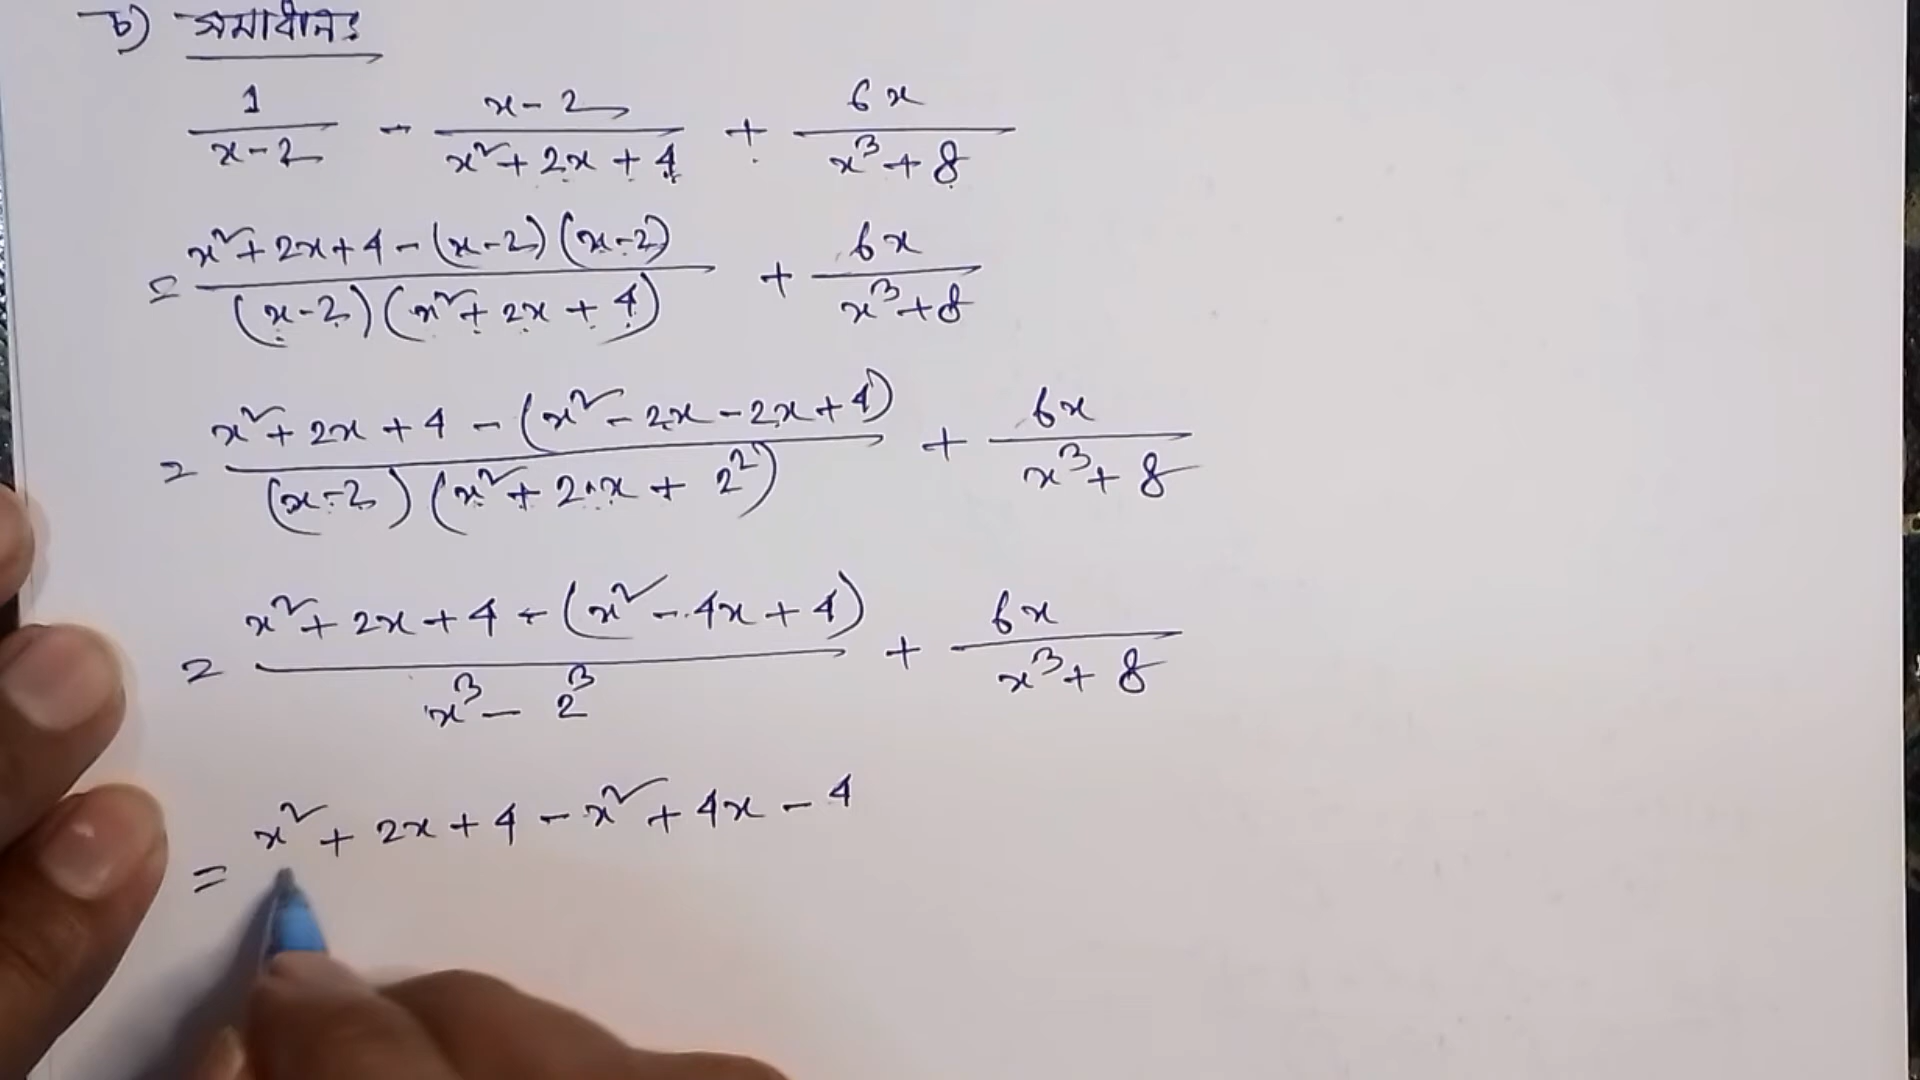 চ) সমাধানঃ
1/(x-2) - (x-2)/(x²+2x+4) + 6x/(x³+8)
= (x²+2x+4-(x-2)(x-2))/((x-2)(x²+2x+4)) + 6x/(x³+8)
= (x²+2x+4-(x²-2x-2x+4))/((x-2)(x²+2·x+2²)) + 6x/(x³+8)
= (x²+2x+4-(x²-4x+4))/(x³-2³) + 6x/(x³+8)
= x²+2x+4-x²+4x-4